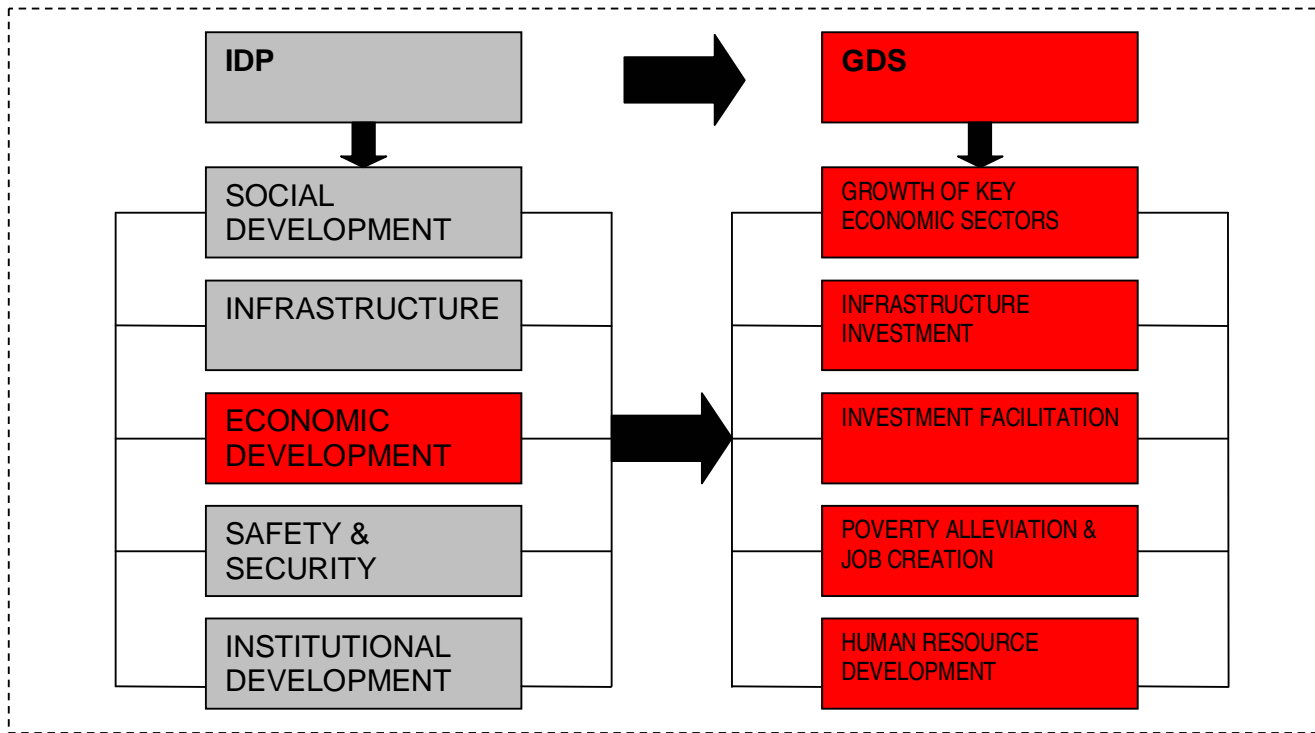 IDP
GDS
SOCIAL
DEVELOPMENT
INFRASTRUCTURE
ECONOMIC
DEVELOPMENT
SAFETY &
SECURITY
INSTITUTIONAL
DEVELOPMENT
GROWTH OF KEY
ECONOMIC SECTORS
INFRASTRUCTURE
INVESTMENT
INVESTMENT FACILITATION
POVERTY ALLEVIATION &
JOB CREATION
HUMAN RESOURCE
DEVELOPMENT